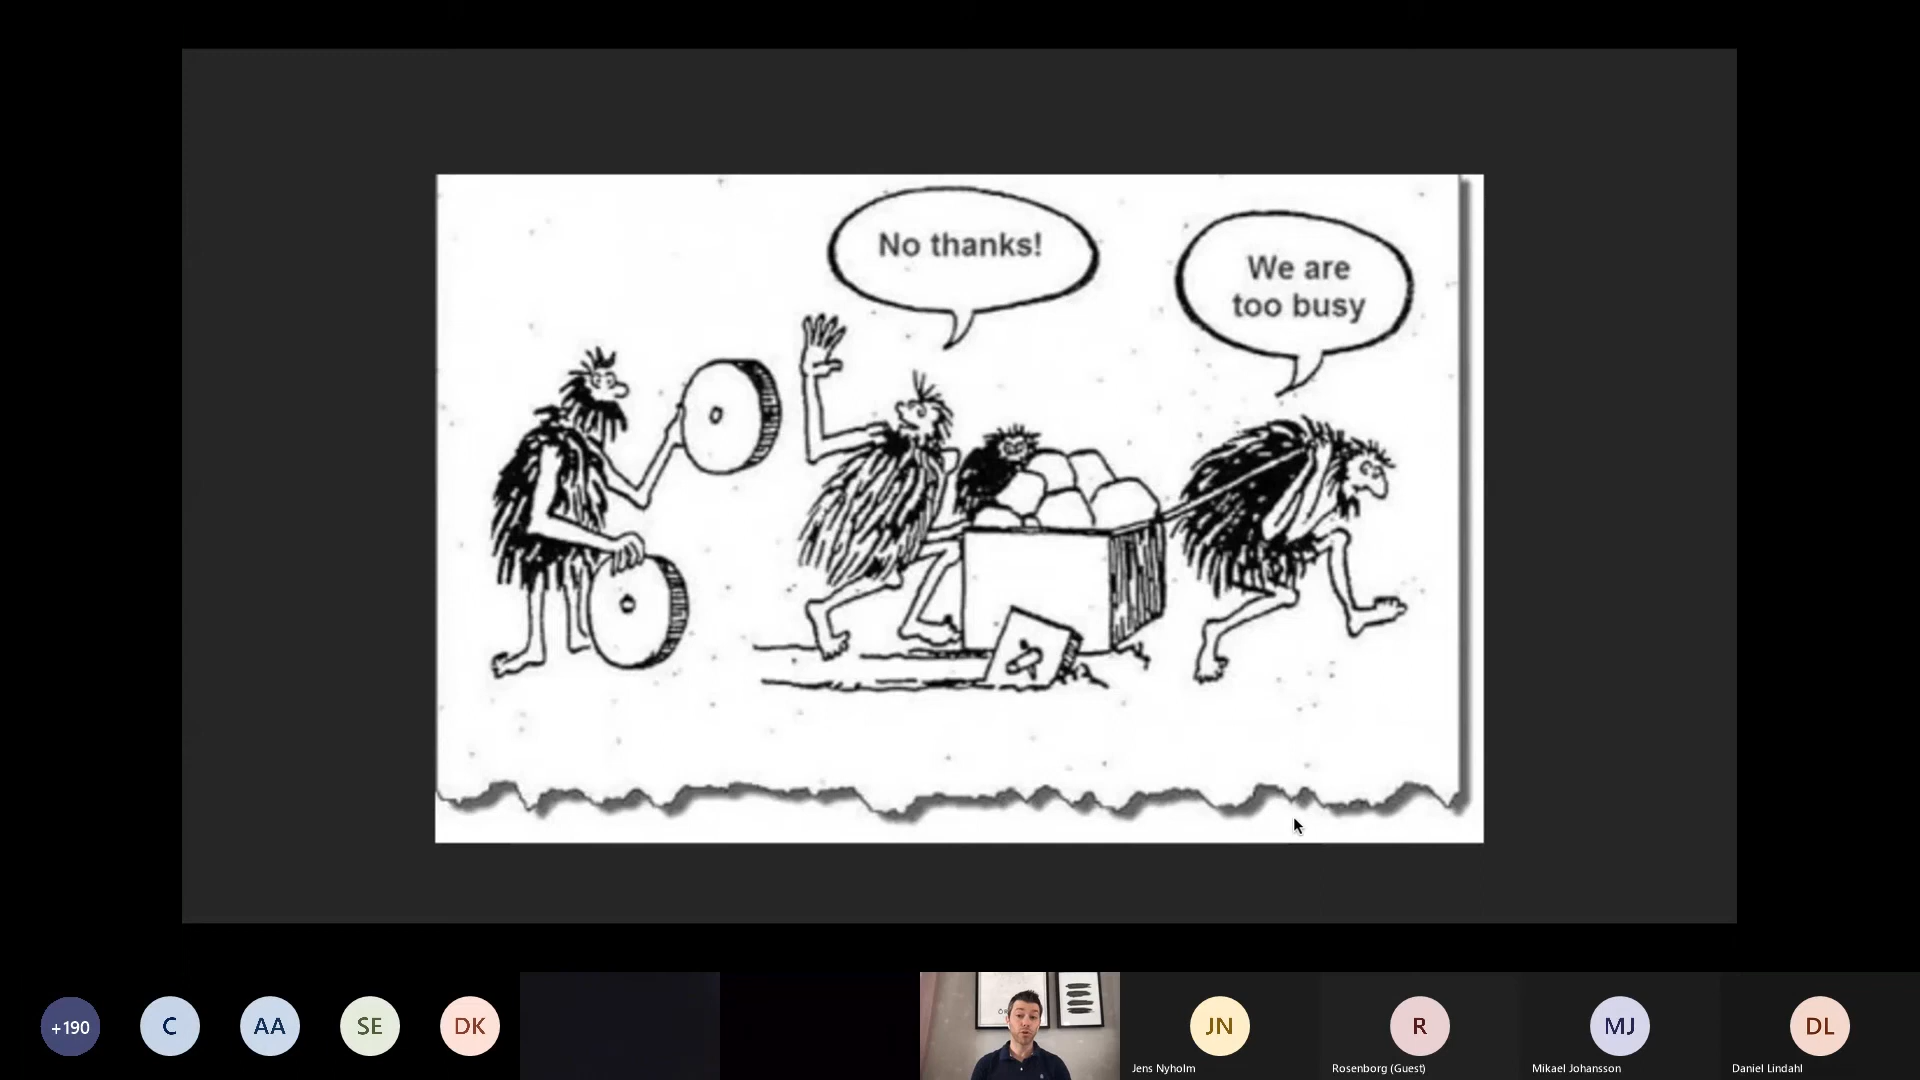 No thanks!
We are
too busy
+190
C
AA
SE
DK
JN
R
MJ
DL
Jens Nyholm
Rosenborg (Guest)
Mikael Johansson
Daniel Lindahl